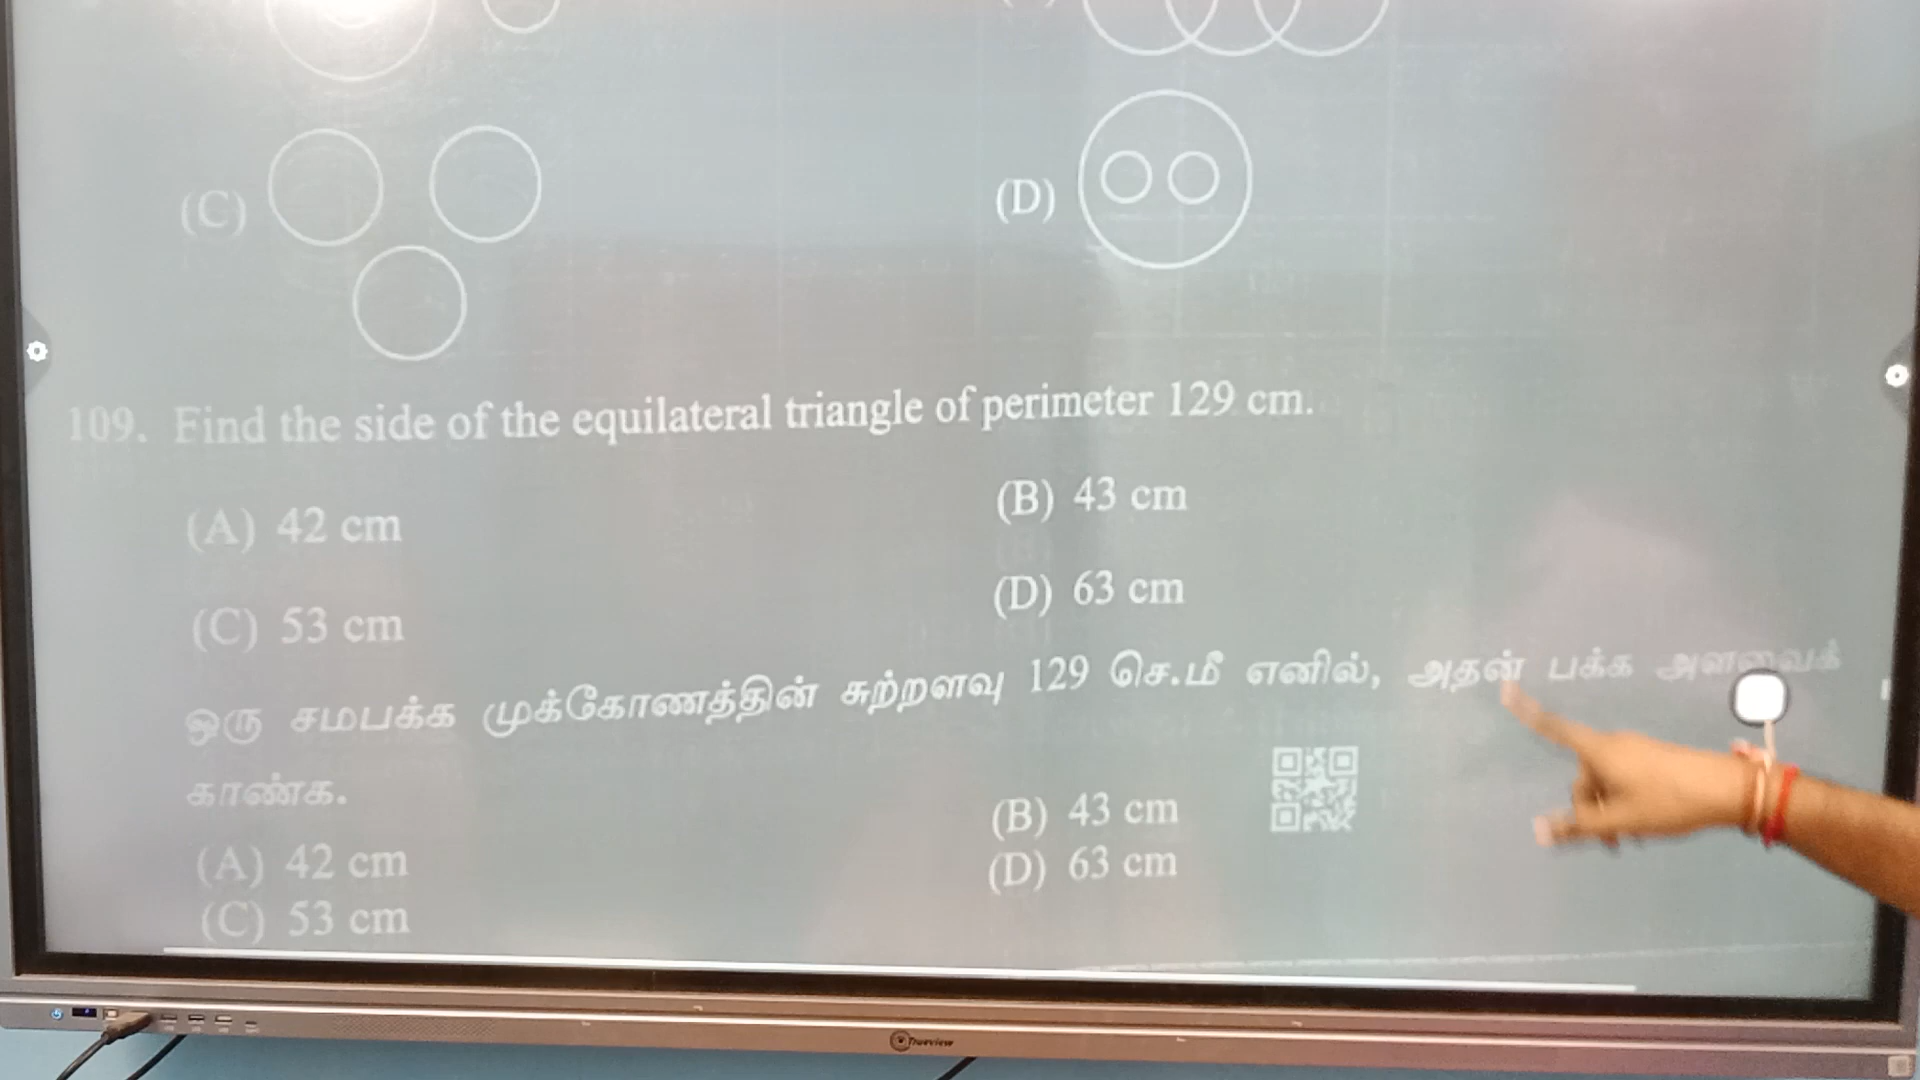 (C)
(D)
109. Find the side of the equilateral triangle of perimeter 129 cm.
(A) 42 cm
(B) 43 cm
(C) 53 cm
(D) 63 cm
ஒரு சமபக்க முக்கோணத்தின் சுற்றளவு 129 செ.மீ எனில், அதன் பக்க அளவைக்
காண்க.
(A) 42 cm
(B) 43 cm
(C) 53 cm
(D) 63 cm
Trueview